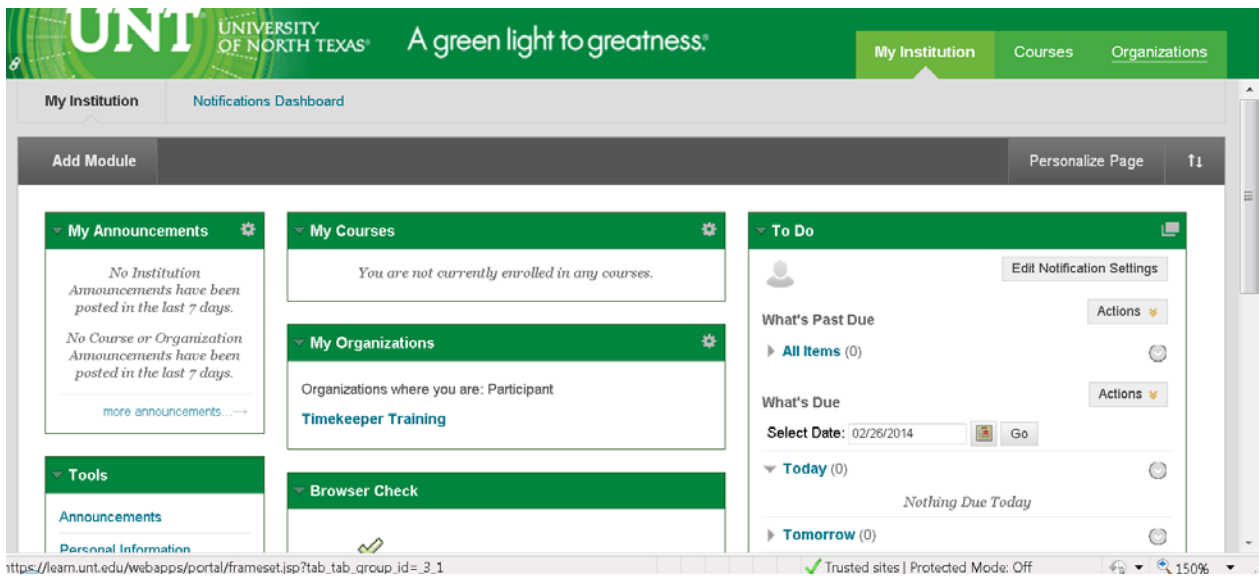 UNT
UNIVERSITY
OF NORTH TEXAS®
A green light to greatness.®
My Institution
Courses
Organizations
My Institution
Notifications Dashboard
Add Module
Personalize Page
My Announcements
No Institution
Announcements have been
posted in the last 7 days.
No Course or Organization
Announcements have been
posted in the last 7 days.
more announcements...→
Tools
Announcements
Personal Information
My Courses
You are not currently enrolled in any courses.
My Organizations
Organizations where you are: Participant
Timekeeper Training
Browser Check
To Do
Edit Notification Settings
What's Past Due
Actions
All Items (0)
What's Due
Actions
Select Date: 02/26/2014 Go
Today (0)
Nothing Due Today
Tomorrow (0)
https://learn.unt.edu/webapps/portal/frameset.jsp?tab_tab_group_id=_3_1
Trusted sites | Protected Mode: Off
150%